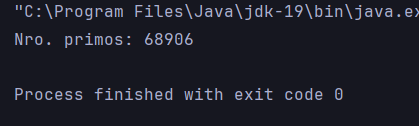 "C:\Program Files\Java\jdk-19\bin\java.ex
Nro. primos: 68906
Process finished with exit code 0